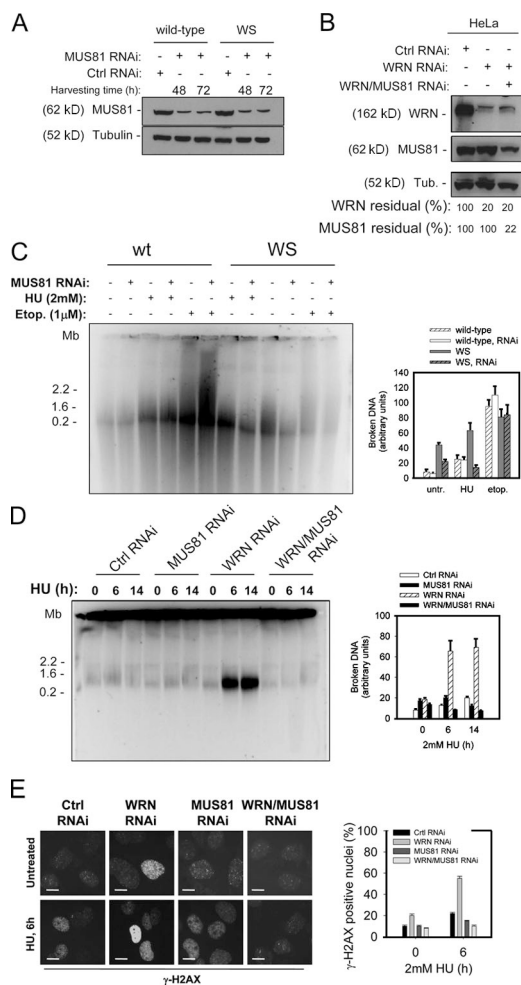 A
wild-type WS
MUS81 RNAi: - + + - + +
Ctrl RNAi: + - - + - -
Harvesting time (h): 48 72 48 72
(62 kD) MUS81 -
(52 kD) Tubulin -
B
HeLa
Ctrl RNAi: + - -
WRN RNAi: - + +
WRN/MUS81 RNAi: - - +
(162 kD) WRN -
(62 kD) MUS81 -
(52 kD) Tub. -
WRN residual (%): 100 20 20
MUS81 residual (%): 100 100 22
C
wt WS
MUS81 RNAi:
HU (2mM):
Etop. (1µM):
Mb
2.2 -
1.6 -
0.2 -
wild-type
wild-type, RNAi
WS
WS, RNAi
Broken DNA
(arbitrary units)
140
120
100
80
60
40
20
0
untr. HU etop.
D
Ctrl RNAi
MUS81 RNAi
WRN RNAi
WRN/MUS81
RNAi
HU (h) 0 6 14 0 6 14 0 6 14 0 6 14
Mb
2.2 -
1.6 -
0.2 -
Ctrl RNAi
MUS81 RNAi
WRN RNAi
WRN/MUS81 RNAi
Broken DNA
(arbitrary units)
100
80
60
40
20
0
0 6 14
2mM HU (h)
E
Ctrl RNAi
WRN RNAi
MUS81 RNAi
WRN/MUS81 RNAi
Untreated
HU, 6h
γ-H2AX
γ-H2AX positive nuclei (%)
100
80
60
40
20
0
Crtl RNAi
WRN RNAi
MUS81 RNAi
WRN/MUS81 RNAi
0 6
2mM HU (h)